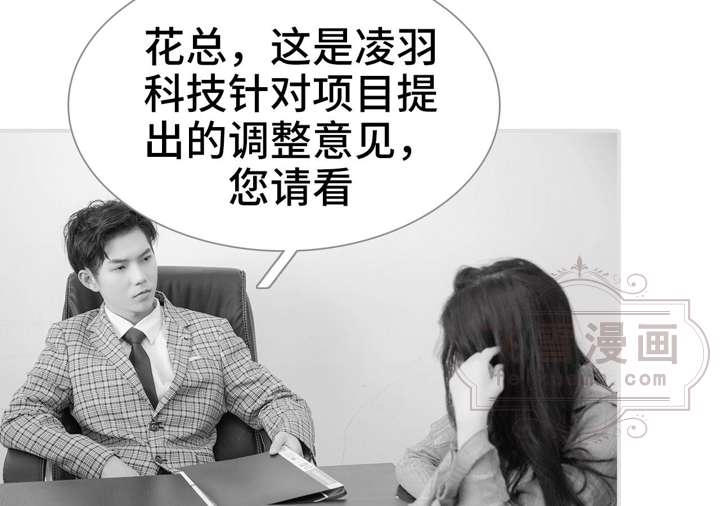 花总，这是凌羽
科技针对项目提
出的调整意见，
您请看
漫画
.com